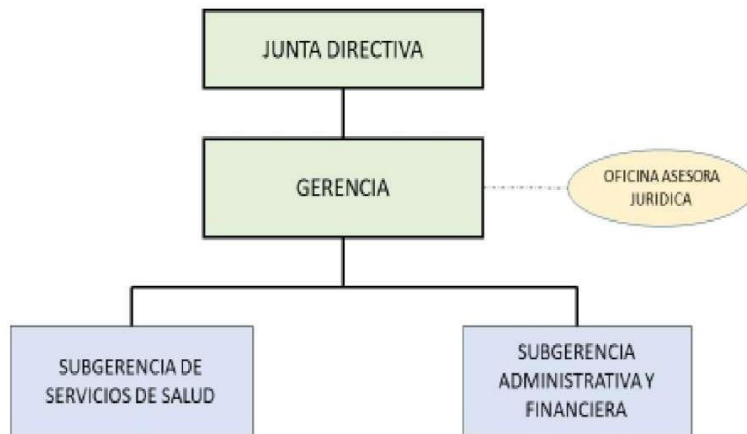 JUNTA DIRECTIVA
GERENCIA
OFICINA ASESORA
JURIDICA
SUBGERENCIA DE
SERVICIOS DE SALUD
SUBGERENCIA
ADMINISTRATIVA Y
FINANCIERA